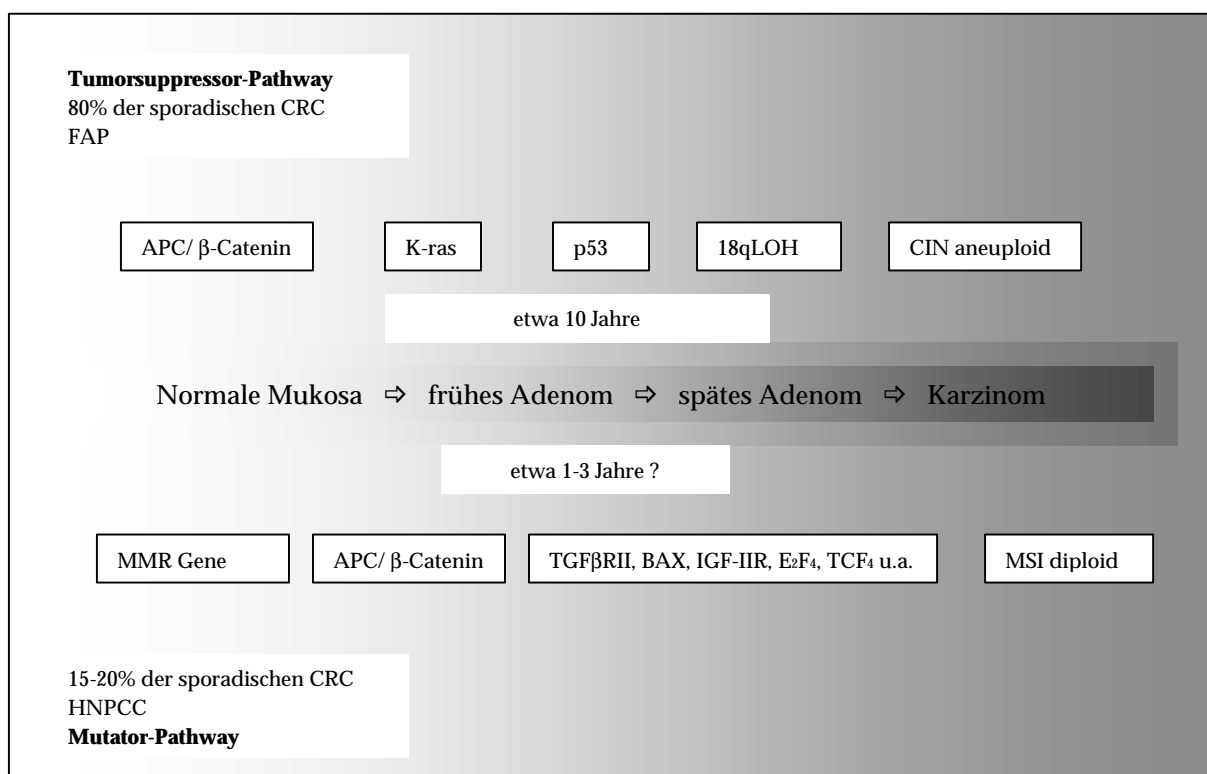 Tumorsuppressor-Pathway
80% der sporadischen CRC
FAP
APC/ β-Catenin
K-ras
p53
18qLOH
CIN aneuploid
etwa 10 Jahre
Normale Mukosa ⇨ frühes Adenom ⇨ spätes Adenom ⇨ Karzinom
etwa 1-3 Jahre ?
MMR Gene
APC/ β-Catenin
TGFβRII, BAX, IGF-IIR, E₂F₄, TCF₄ u.a.
MSI diploid
15-20% der sporadischen CRC
HNPCC
Mutator-Pathway